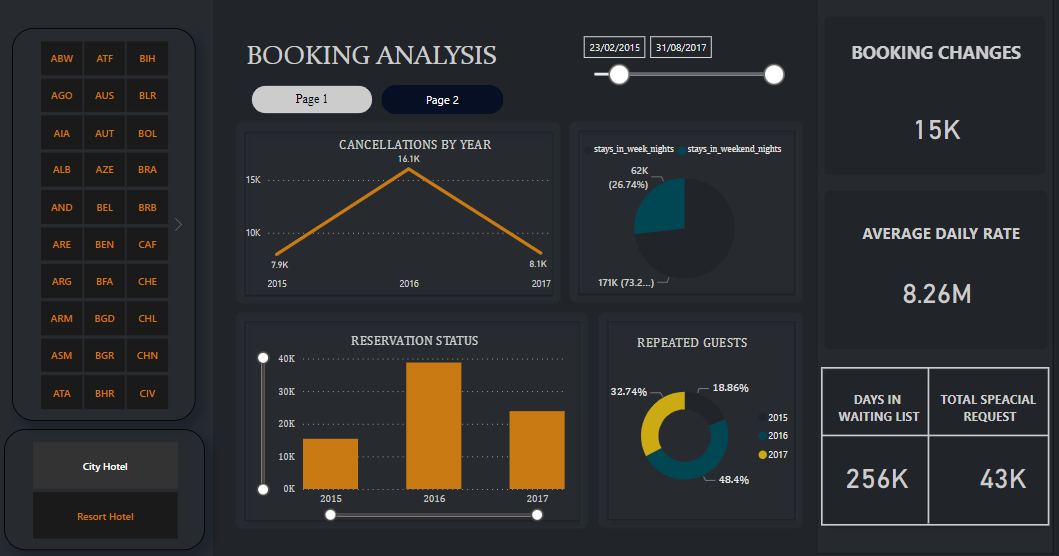 ABW ATF BIH
AGO AUS BLR
AIA AUT BOL
ALB AZE BRA
AND BEL BRB
ARE BEN CAF
ARG BFA CHE
ARM BGD CHL
ASM BGR CHN
ATA BHR CIV
City Hotel
Resort Hotel
BOOKING ANALYSIS
Page 1 Page 2
23/02/2015 31/08/2017
CANCELLATIONS BY YEAR
16.1K
15K
10K
7.9K 8.1K
2015 2016 2017
stays_in_week_nights stays_in_weekend_nights
62K
(26.74%)
171K (73.2...)
RESERVATION STATUS
40K
30K
20K
10K
0K
2015 2016 2017
REPEATED GUESTS
32.74% 18.86%
48.4%
2015
2016
2017
BOOKING CHANGES
15K
AVERAGE DAILY RATE
8.26M
DAYS IN
WAITING LIST
256K
TOTAL SPEACIAL
REQUEST
43K